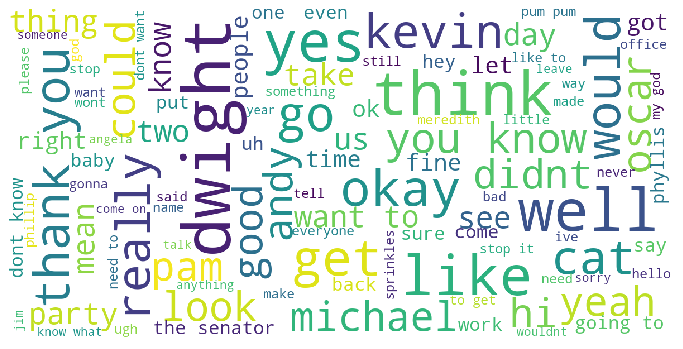 thing
someone
god
dont want
know
people
one
even
yes
kevin
day
pum pum
like to
got
office
please
stop
could
put
take
still
hey
let
leave
my god
want
wont
thank you
dwight
something
ok
think
way
made
would
oscar
right
angela
two
year
go
us
meredith
little
you know
baby
uh
time
fine
didnt
phyllis
never
gonna
really
good
andy
tell
okay
bad
well
dont know
phillip
mean
come on
said
name
want to
see
ive
say
need to
talk
pam
everyone
sure
come
stop it
cat
hello
anything
get
back
sprinkles
like
need
sorry
jim
party
look
make
michael
to get
work
hi
yeah
know what
ugh
the senator
wouldnt
going to